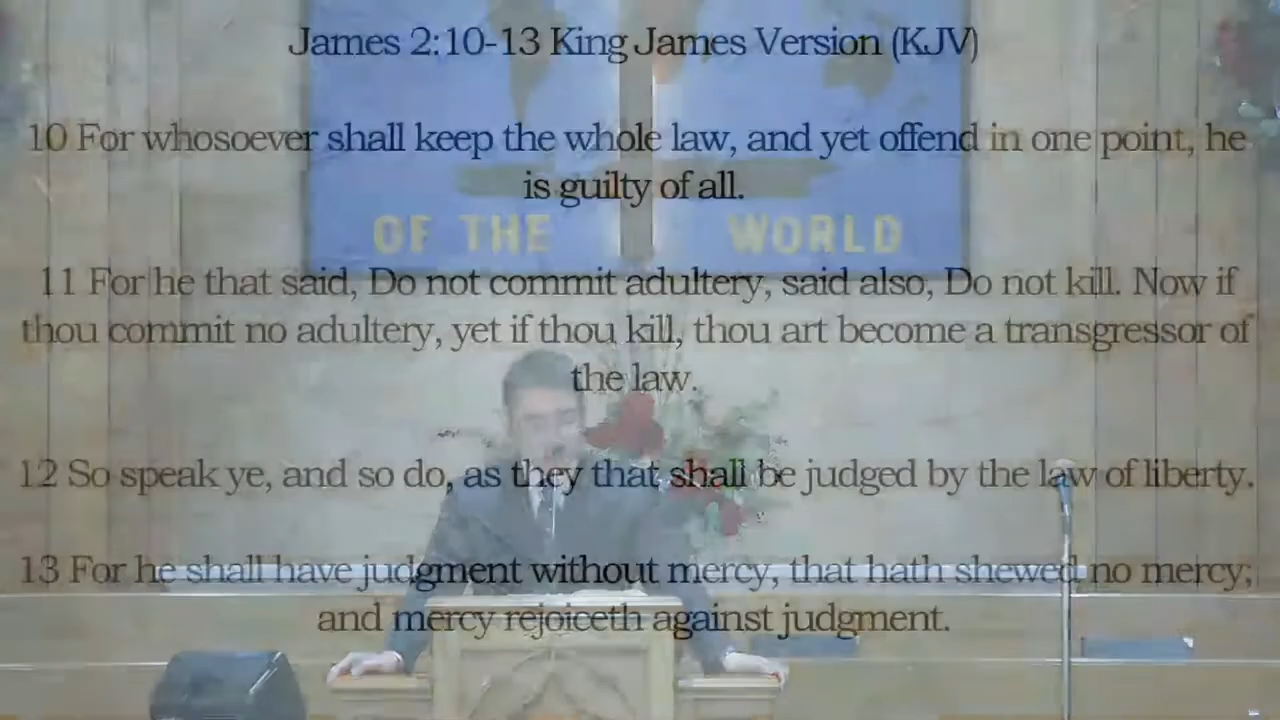 James 2:10-13 King James Version (KJV)
10 For whosoever shall keep the whole law, and yet offend in one point, he
is guilty of all.
OF THE WORLD
11 For he that said, Do not commit adultery, said also, Do not kill. Now if
thou commit no adultery, yet if thou kill, thou art become a transgressor of
the law.
12 So speak ye, and so do, as they that shall be judged by the law of liberty.
13 For he shall have judgment without mercy, that hath shewed no mercy;
and mercy rejoiceth against judgment.